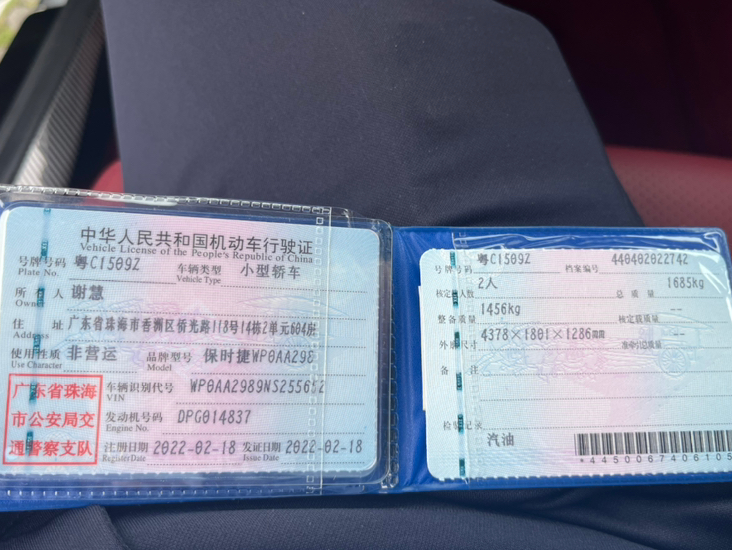 中华人民共和国机动车行驶证
Vehicle License of the People's Republic of China
号牌号码 粤C1509Z 车辆类型 小型轿车
Plate No. Vehicle Type
所有人 谢慧
Owner
住址 广东省珠海市香洲区侨光路118号14栋2单元604房
Address
使用性质 非营运 品牌型号 保时捷WP0AA298
Use Character Model
广东省珠海
市公安局交
通警察支队
车辆识别代号 WP0AA2989NS255652
VIN
发动机号码 DPG014837
Engine No.
注册日期 2022-02-18 发证日期 2022-02-18
Register Date Issue Date
号牌号码 粤C1509Z 档案编号 440402022742
核定载人数 2人 总质量 1685kg
整备质量 1456kg 核定载质量 --
外廓尺寸 4378×1801×1286mm 准牵引总质量 --
备注
检验记录
汽油
*4450067406105